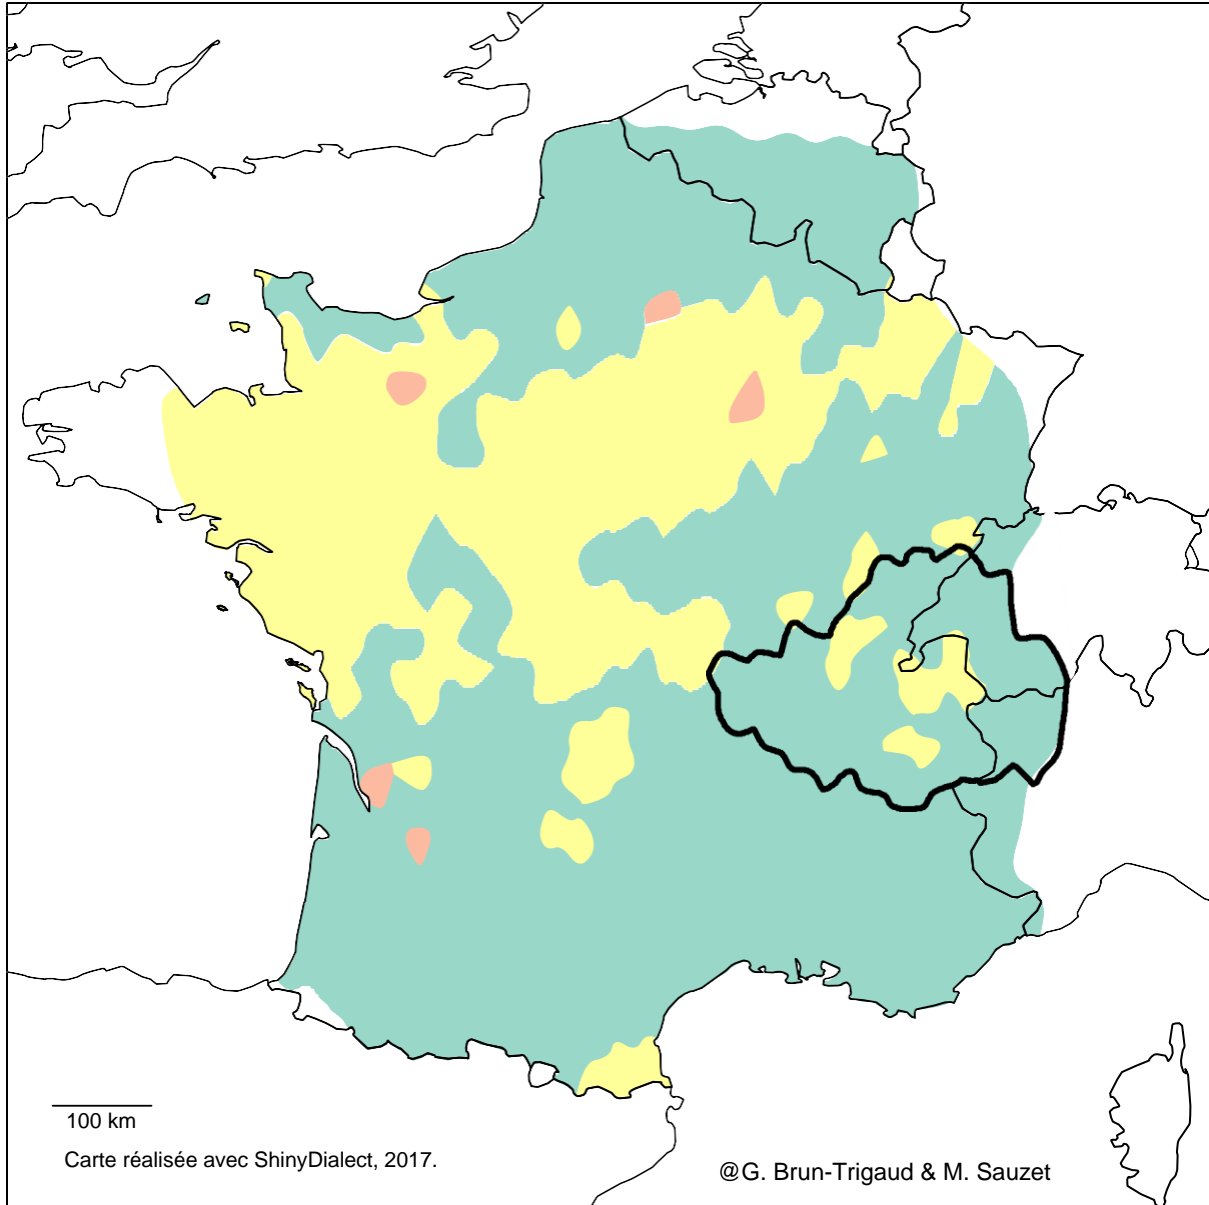 100 km
Carte réalisée avec ShinyDialect, 2017.
@G. Brun-Trigaud & M. Sauzet